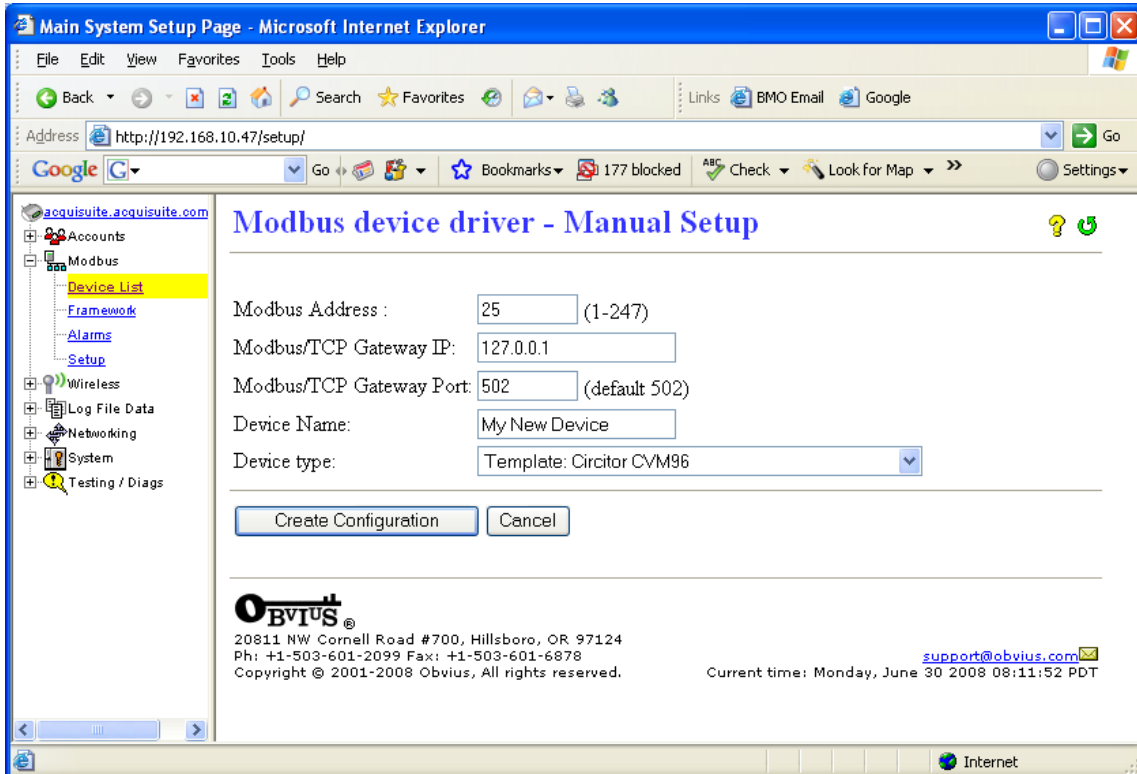 Main System Setup Page - Microsoft Internet Explorer
File Edit View Favorites Tools Help
Back Search Favorites Links BMO Email Google
Address http://192.168.10.47/setup/ Go
Google G Go Bookmarks 177 blocked ABC Check Look for Map >> Settings
acquisuite.acquisuite.com
Accounts
Modbus
Device List
Framework
Alarms
Setup
Wireless
Log File Data
Networking
System
Testing / Diags
Modbus device driver - Manual Setup
Modbus Address : 25 (1-247)
Modbus/TCP Gateway IP: 127.0.0.1
Modbus/TCP Gateway Port: 502 (default 502)
Device Name: My New Device
Device type: Template: Circitor CVM96
Create Configuration Cancel
OBVIUS ®
20811 NW Cornell Road #700, Hillsboro, OR 97124
Ph: +1-503-601-2099 Fax: +1-503-601-6878
Copyright © 2001-2008 Obvius, All rights reserved.
support@obvius.com
Current time: Monday, June 30 2008 08:11:52 PDT
Internet